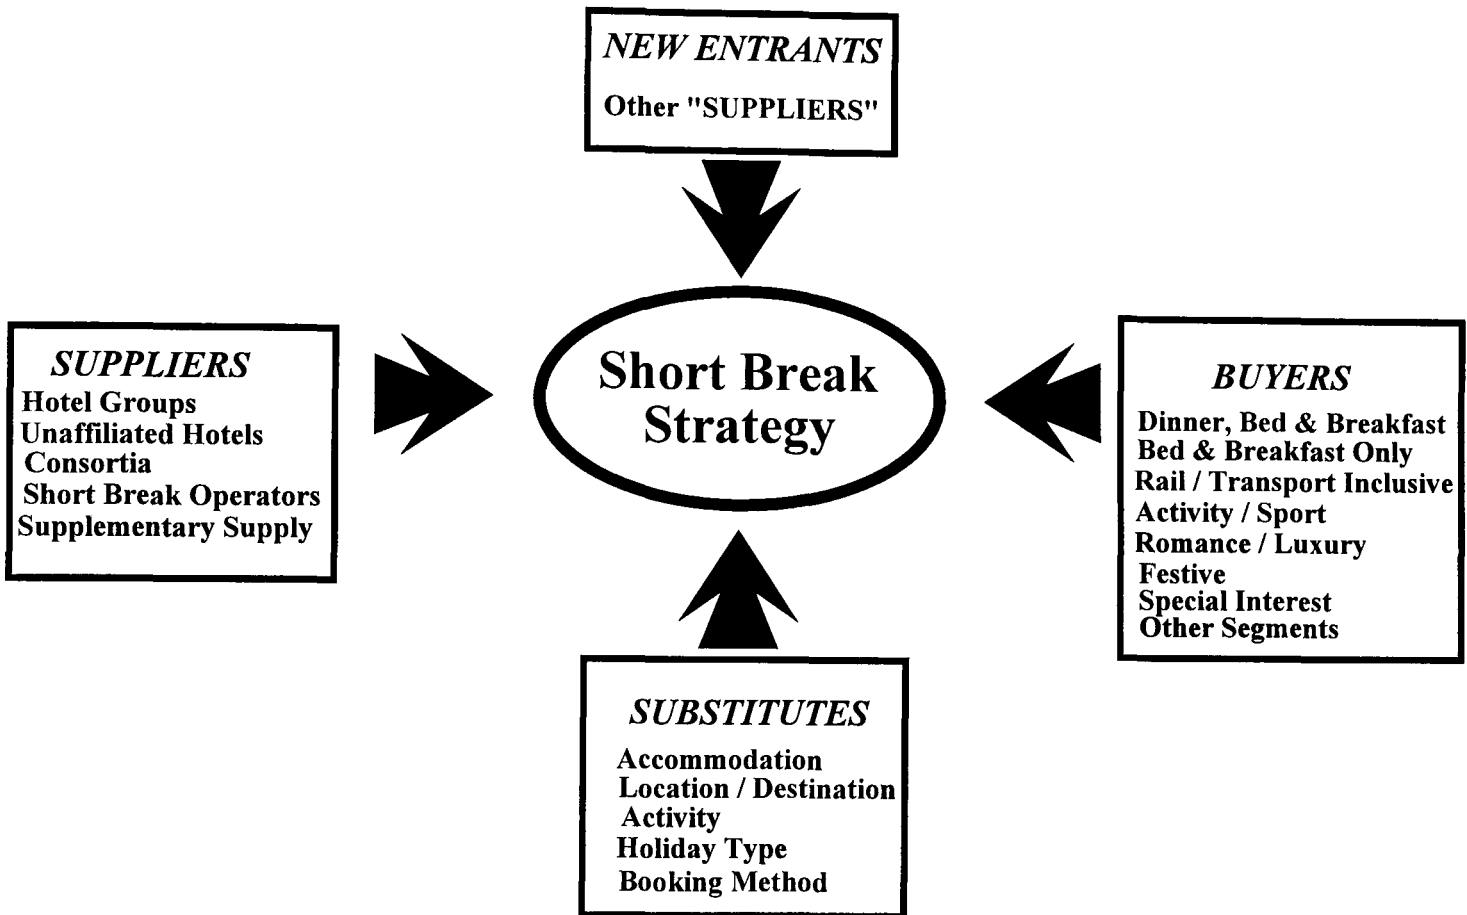 NEW ENTRANTS
Other "SUPPLIERS"
SUPPLIERS
Hotel Groups
Unaffiliated Hotels
Consortia
Short Break Operators
Supplementary Supply
Short Break
Strategy
BUYERS
Dinner, Bed & Breakfast
Bed & Breakfast Only
Rail / Transport Inclusive
Activity / Sport
Romance / Luxury
Festive
Special Interest
Other Segments
SUBSTITUTES
Accommodation
Location / Destination
Activity
Holiday Type
Booking Method